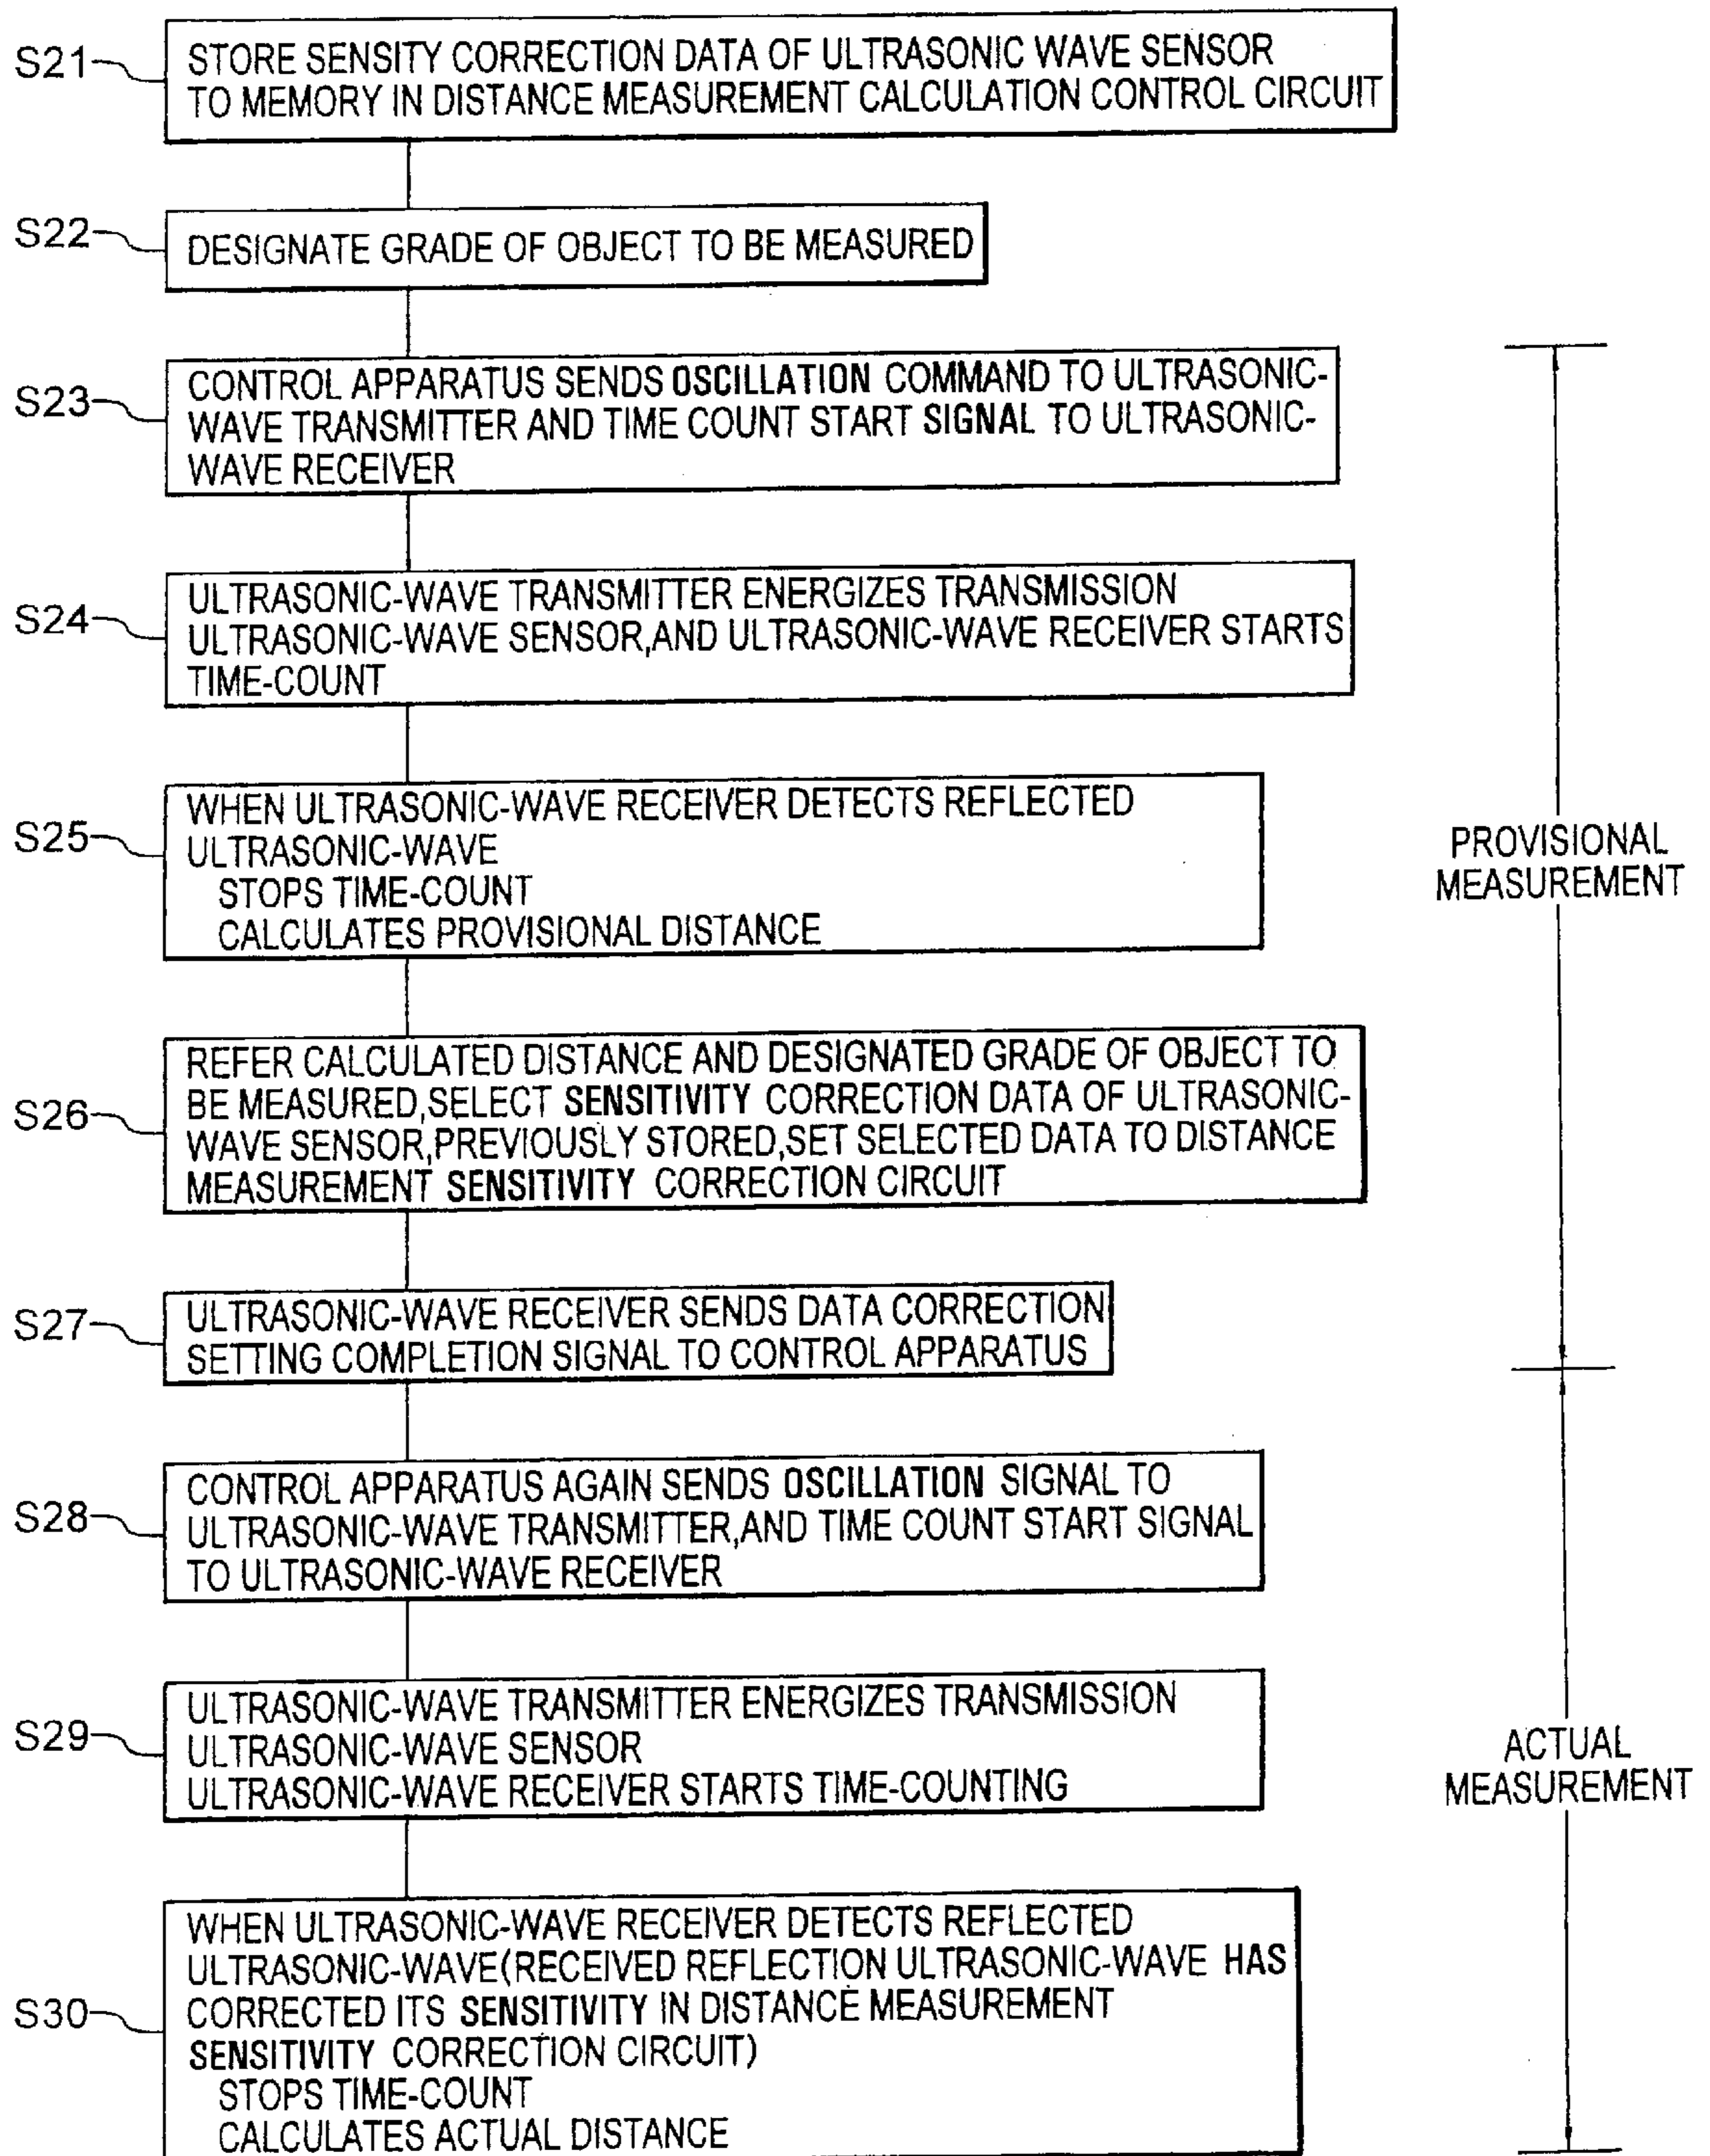 S21
STORE SENSITY CORRECTION DATA OF ULTRASONIC WAVE SENSOR
TO MEMORY IN DISTANCE MEASUREMENT CALCULATION CONTROL CIRCUIT
S22
DESIGNATE GRADE OF OBJECT TO BE MEASURED
S23
CONTROL APPARATUS SENDS OSCILLATION COMMAND TO ULTRASONIC-
WAVE TRANSMITTER AND TIME COUNT START SIGNAL TO ULTRASONIC-
WAVE RECEIVER
S24
ULTRASONIC-WAVE TRANSMITTER ENERGIZES TRANSMISSION
ULTRASONIC-WAVE SENSOR,AND ULTRASONIC-WAVE RECEIVER STARTS
TIME-COUNT
S25
WHEN ULTRASONIC-WAVE RECEIVER DETECTS REFLECTED
ULTRASONIC-WAVE
STOPS TIME-COUNT
CALCULATES PROVISIONAL DISTANCE
PROVISIONAL
MEASUREMENT
S26
REFER CALCULATED DISTANCE AND DESIGNATED GRADE OF OBJECT TO
BE MEASURED,SELECT SENSITIVITY CORRECTION DATA OF ULTRASONIC-
WAVE SENSOR,PREVIOUSLY STORED,SET SELECTED DATA TO DISTANCE
MEASUREMENT SENSITIVITY CORRECTION CIRCUIT
S27
ULTRASONIC-WAVE RECEIVER SENDS DATA CORRECTION
SETTING COMPLETION SIGNAL TO CONTROL APPARATUS
S28
CONTROL APPARATUS AGAIN SENDS OSCILLATION SIGNAL TO
ULTRASONIC-WAVE TRANSMITTER,AND TIME COUNT START SIGNAL
TO ULTRASONIC-WAVE RECEIVER
S29
ULTRASONIC-WAVE TRANSMITTER ENERGIZES TRANSMISSION
ULTRASONIC-WAVE SENSOR
ULTRASONIC-WAVE RECEIVER STARTS TIME-COUNTING
ACTUAL
MEASUREMENT
S30
WHEN ULTRASONIC-WAVE RECEIVER DETECTS REFLECTED
ULTRASONIC-WAVE(RECEIVED REFLECTION ULTRASONIC-WAVE HAS
CORRECTED ITS SENSITIVITY IN DISTANCE MEASUREMENT
SENSITIVITY CORRECTION CIRCUIT)
STOPS TIME-COUNT
CALCULATES ACTUAL DISTANCE